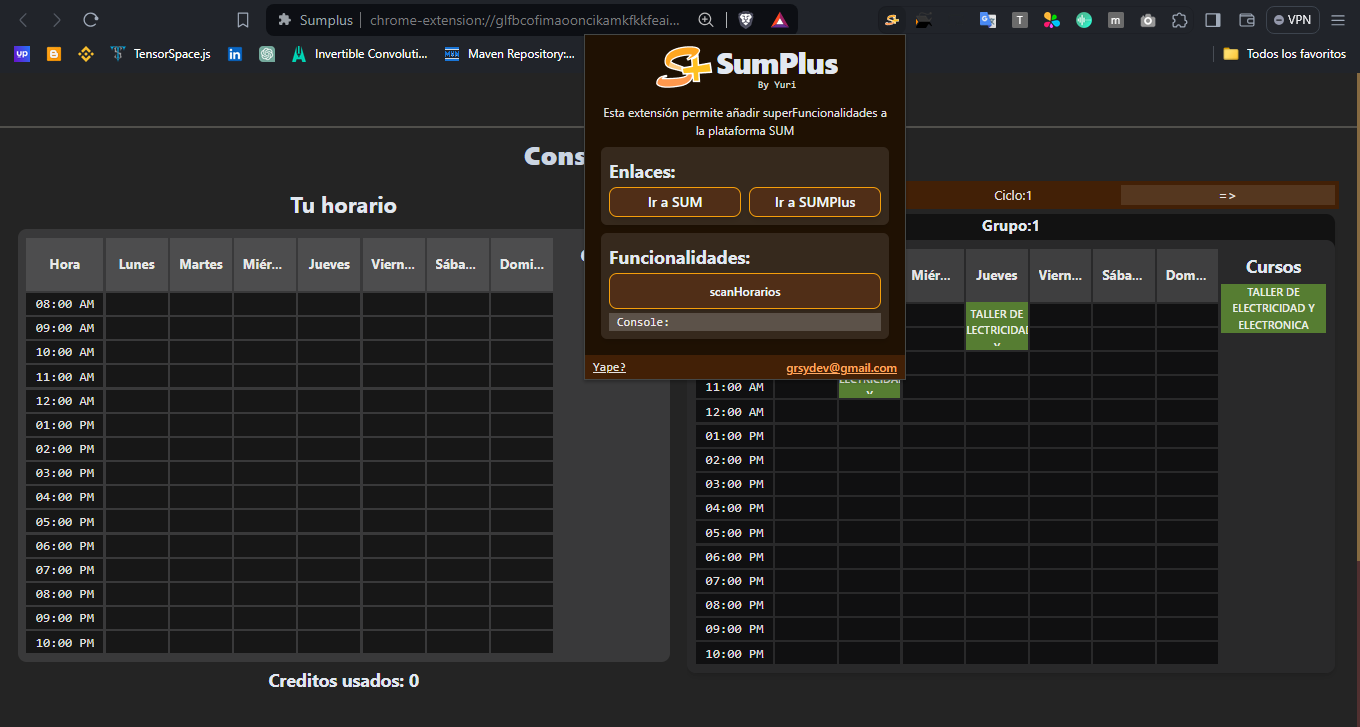 Sumplus
chrome-extension://glfbcofimaooncikamkfkkfeai...
VPN
VP
TensorSpace.js
in
Invertible Convoluti...
Maven Repository:...
Todos los favoritos
SumPlus
By Yuri
Esta extensión permite añadir superFuncionalidades a
la plataforma SUM
Enlaces:
Ir a SUM
Ir a SUMPlus
Funcionalidades:
scanHorarios
Console:
Yape?
grsydev@gmail.com
Cons
Tu horario
Hora Lunes Martes Miér... Jueves Viern... Sába... Domi...
08:00 AM
09:00 AM
10:00 AM
11:00 AM
12:00 AM
01:00 PM
02:00 PM
03:00 PM
04:00 PM
05:00 PM
06:00 PM
07:00 PM
08:00 PM
09:00 PM
10:00 PM
Creditos usados: 0
Ciclo:1
=>
Grupo:1
Miér... Jueves Viern... Sába... Dom...
TALLER DE
LECTRICIDAI
Y
11:00 AM
12:00 AM
01:00 PM
02:00 PM
03:00 PM
04:00 PM
05:00 PM
06:00 PM
07:00 PM
08:00 PM
09:00 PM
10:00 PM
Cursos
TALLER DE
ELECTRICIDAD Y
ELECTRONICA